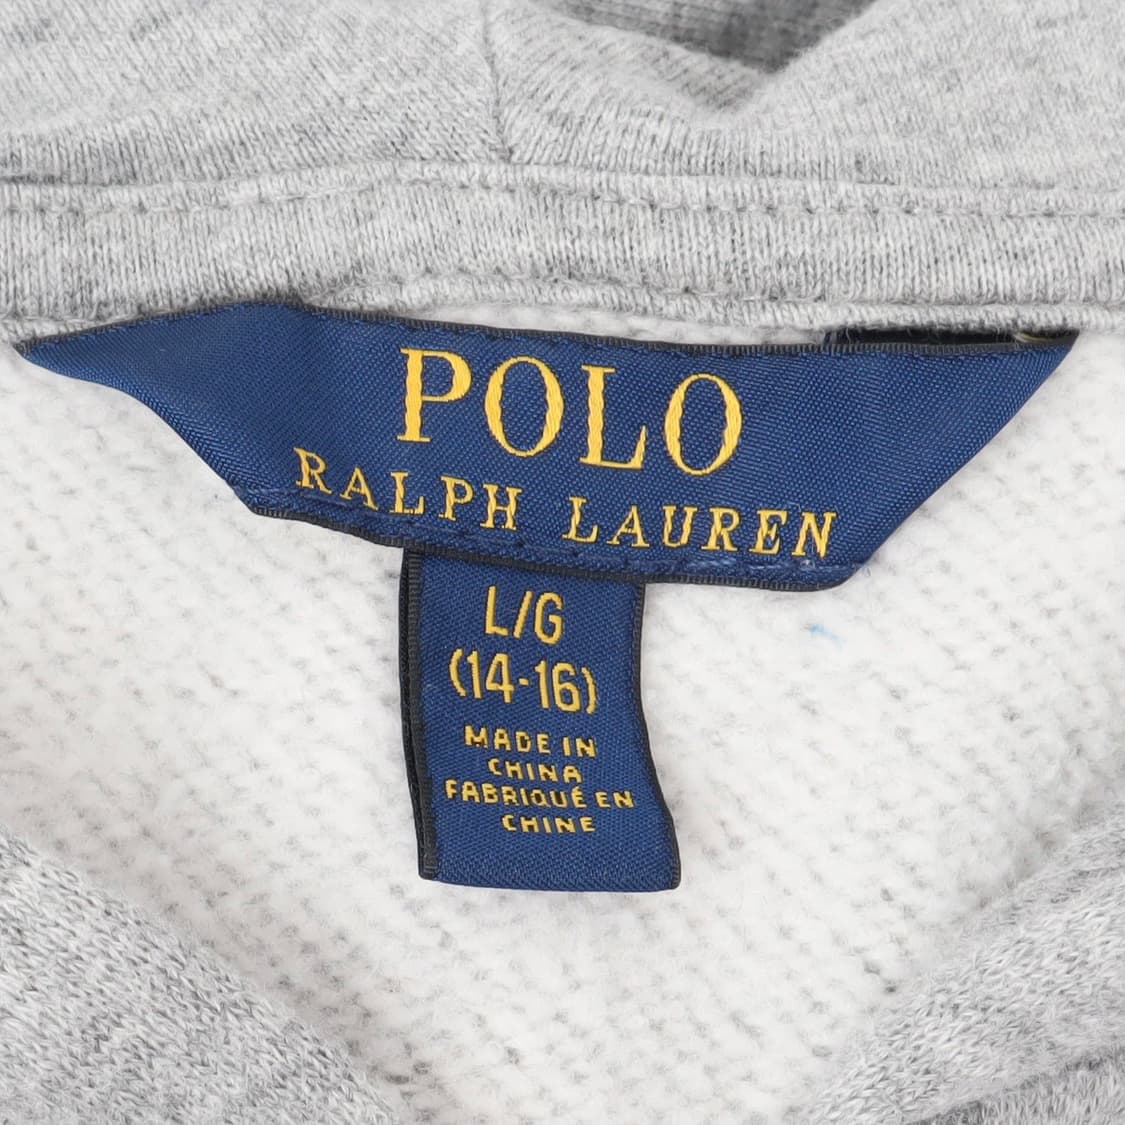 POLO
RALPH LAUREN
L/G
(14-16)
MADE IN
CHINA
FABRIQUÉ EN
CHINE